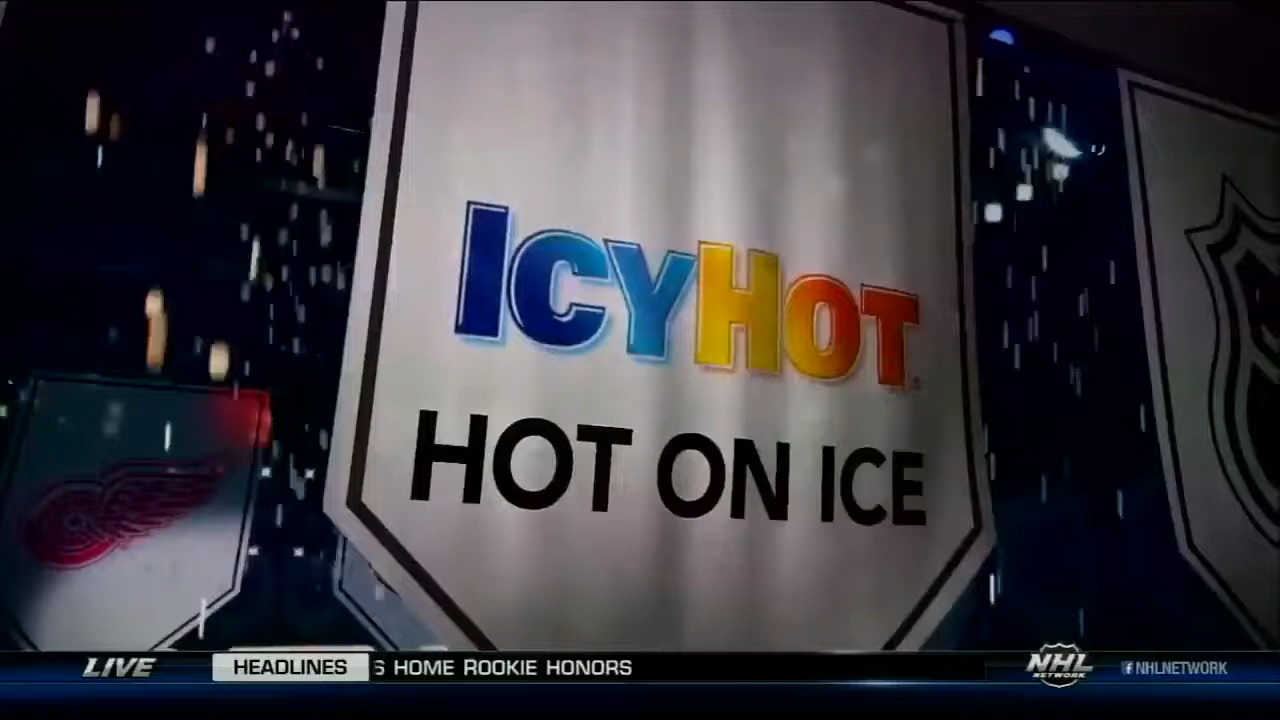 ICYHOT
HOT ON ICE
LIVE
HEADLINES
HOME ROOKIE HONORS
NHL
NETWORK
NHLNETWORK